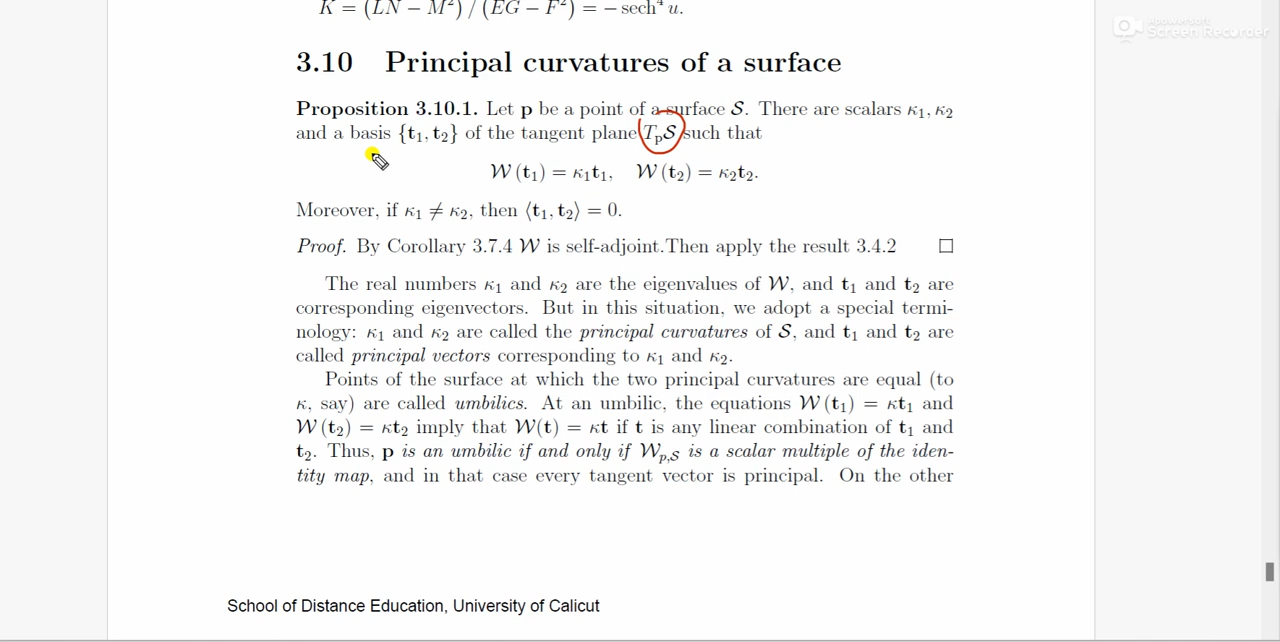 K = (LN − M²) / (EG − F²) = − sech⁴ u.
Apowersoft
Screen Recorder
3.10 Principal curvatures of a surface
Proposition 3.10.1. Let p be a point of a surface 𝒮. There are scalars κ₁, κ₂
and a basis {t₁, t₂} of the tangent plane Tₚ𝒮 such that
𝒲 (t₁) = κ₁t₁, 𝒲 (t₂) = κ₂t₂.
Moreover, if κ₁ ≠ κ₂, then ⟨t₁, t₂⟩ = 0.
Proof. By Corollary 3.7.4 𝒲 is self-adjoint.Then apply the result 3.4.2 □
The real numbers κ₁ and κ₂ are the eigenvalues of 𝒲, and t₁ and t₂ are
corresponding eigenvectors. But in this situation, we adopt a special termi-
nology: κ₁ and κ₂ are called the principal curvatures of 𝒮, and t₁ and t₂ are
called principal vectors corresponding to κ₁ and κ₂.
Points of the surface at which the two principal curvatures are equal (to
κ, say) are called umbilics. At an umbilic, the equations 𝒲 (t₁) = κt₁ and
𝒲 (t₂) = κt₂ imply that 𝒲(t) = κt if t is any linear combination of t₁ and
t₂. Thus, p is an umbilic if and only if 𝒲ₚ,𝒮 is a scalar multiple of the iden-
tity map, and in that case every tangent vector is principal. On the other
School of Distance Education, University of Calicut